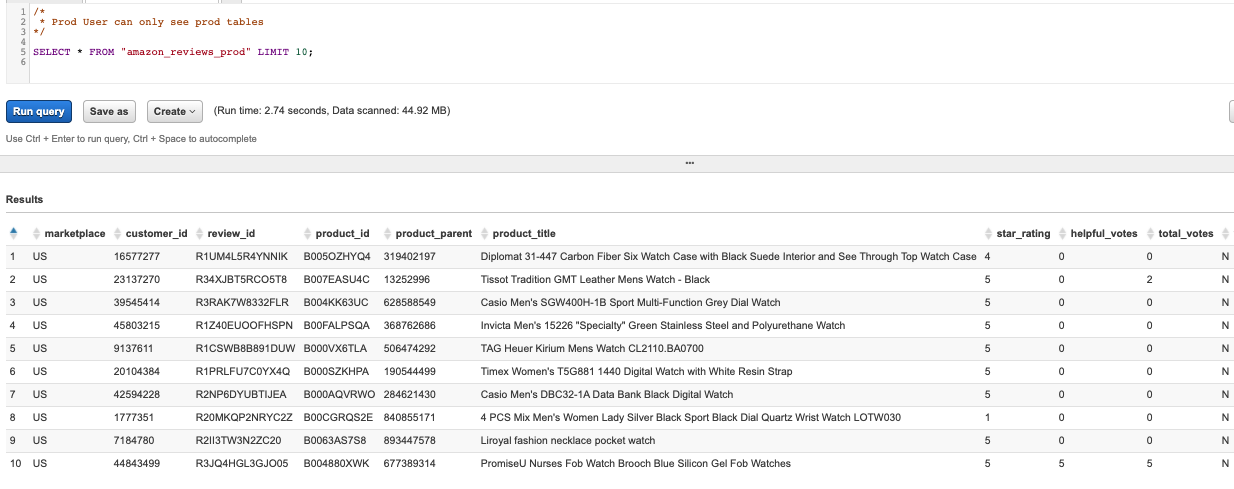 1 /*
2 * Prod User can only see prod tables
3 */
4
5 SELECT * FROM "amazon_reviews_prod" LIMIT 10;
6
Run query Save as Create (Run time: 2.74 seconds, Data scanned: 44.92 MB)
Use Ctrl + Enter to run query, Ctrl + Space to autocomplete
Results
marketplace customer_id review_id product_id product_parent product_title star_rating helpful_votes total_votes
1 US 16577277 R1UM4L5R4YNNIK B005OZHYQ4 319402197 Diplomat 31-447 Carbon Fiber Six Watch Case with Black Suede Interior and See Through Top Watch Case 4 0 0 N
2 US 23137270 R34XJBT5RCO5T8 B007EASU4C 13252996 Tissot Tradition GMT Leather Mens Watch - Black 5 0 2 N
3 US 39545414 R3RAK7W8332FLR B004KK63UC 628588549 Casio Men's SGW400H-1B Sport Multi-Function Grey Dial Watch 5 0 0 N
4 US 45803215 R1Z40EUOOFHSPN B00FALPSQA 368762686 Invicta Men's 15226 "Specialty" Green Stainless Steel and Polyurethane Watch 5 0 0 N
5 US 9137611 R1CSWB8B891DUW B000VX6TLA 506474292 TAG Heuer Kirium Mens Watch CL2110.BA0700 5 0 0 N
6 US 20104384 R1PRLFU7C0YX4Q B000SZKHPA 190544499 Timex Women's T5G881 1440 Digital Watch with White Resin Strap 5 0 0 N
7 US 42594228 R2NP6DYUBTIJEA B000AQVRWO 284621430 Casio Men's DBC32-1A Data Bank Black Digital Watch 5 0 0 N
8 US 1777351 R20MKQP2NRYC2Z B00CGRQS2E 840855171 4 PCS Mix Men's Women Lady Silver Black Sport Black Dial Quartz Wrist Watch LOTW030 1 0 0 N
9 US 7184780 R2II3TW3N2ZC20 B0063AS7S8 893447578 Liroyal fashion necklace pocket watch 5 0 0 N
10 US 44843499 R3JQ4HGL3GJO05 B004880XWK 677389314 PromiseU Nurses Fob Watch Brooch Blue Silicon Gel Fob Watches 5 5 5 N